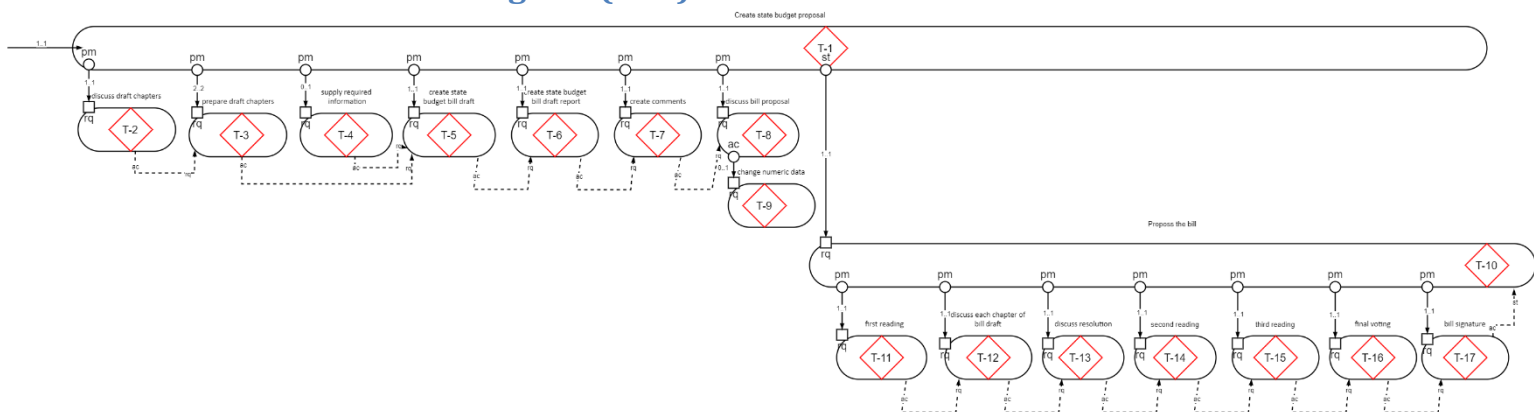 Create state budget proposal
1..1
pm
pm
pm
pm
pm
pm
pm
T-1
st
1..1
2..2
0..1
1..1
1..1
1..1
1..1
discuss draft chapters
prepare draft chapters
supply required
information
create state
budget bill draft
create state budget
bill draft report
create comments
discuss bill proposal
rq
rq
rq
rq
rq
rq
rq
T-2
T-3
T-4
T-5
T-6
T-7
T-8
ac
rq
ac
rq
ac
rq
ac
rq
ac
rq
ac
rq
ac
0..1
1..1
change numeric data
rq
T-9
Propose the bill
rq
T-10
pm
pm
pm
pm
pm
pm
pm
st
1..1
1..1
1..1
1..1
1..1
1..1
1..1
first reading
discuss each chapter of
bill draft
discuss resolution
second reading
third reading
final voting
bill signature
ac
rq
rq
rq
rq
rq
rq
rq
T-11
T-12
T-13
T-14
T-15
T-16
T-17
ac
rq
ac
rq
ac
rq
ac
rq
ac
rq
ac
rq